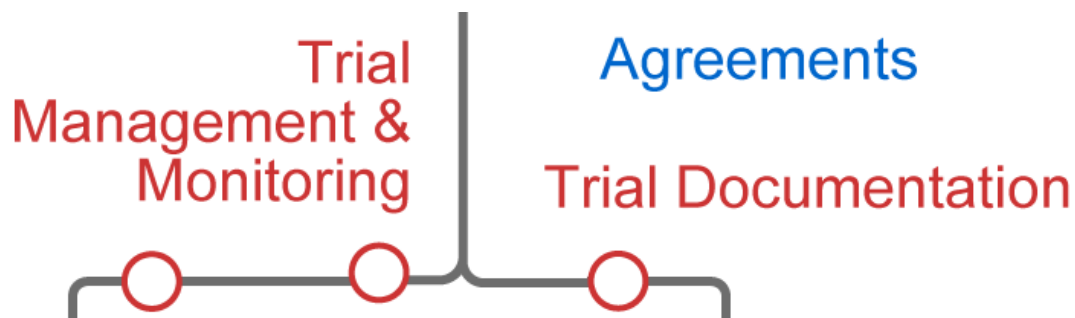 Trial
Management &
Monitoring
Agreements
Trial Documentation